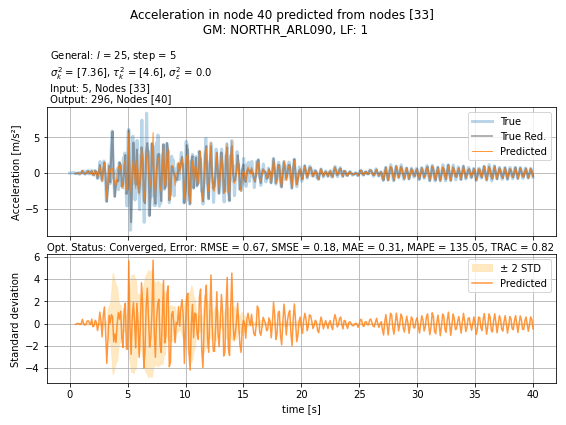 Acceleration in node 40 predicted from nodes [33]
GM: NORTHR_ARL090, LF: 1
General: l = 25, step = 5
σ²ₖ = [7.36], τ²ₖ = [4.6], σ²ε = 0.0
Input: 5, Nodes [33]
Output: 296, Nodes [40]
Acceleration [m/s²]
5
0
−5
True
True Red.
Predicted
Opt. Status: Converged, Error: RMSE = 0.67, SMSE = 0.18, MAE = 0.31, MAPE = 135.05, TRAC = 0.82
Standard deviation
6
4
2
0
−2
−4
± 2 STD
Predicted
0 5 10 15 20 25 30 35 40
time [s]